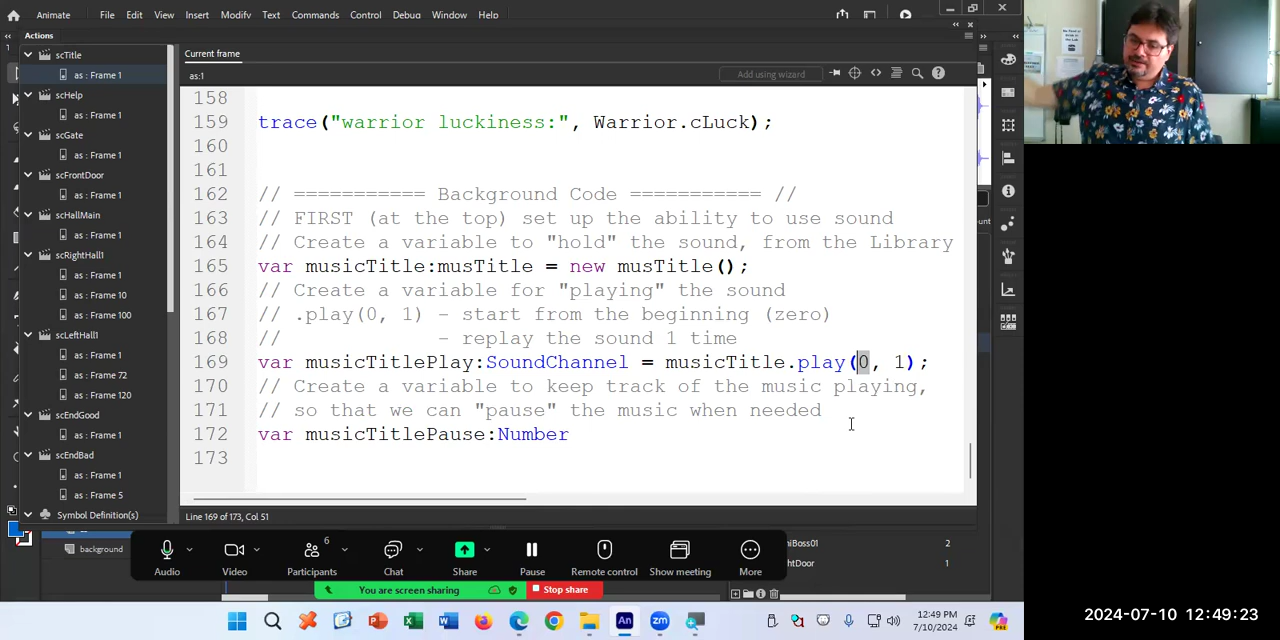 Animate File Edit View Insert Modify Text Commands Control Debug Window Help
Actions
scTitle
as : Frame 1
scHelp
as : Frame 1
scGate
as : Frame 1
scFrontDoor
as : Frame 1
scHallMain
as : Frame 1
scRightHall1
as : Frame 1
as : Frame 10
as : Frame 100
scLeftHall1
as : Frame 1
as : Frame 72
as : Frame 120
scEndGood
as : Frame 1
scEndBad
as : Frame 1
as : Frame 5
Symbol Definition(s)
background
Current frame
as:1
Add using wizard
158
159 trace("warrior luckiness:", Warrior.cLuck);
160
161
162 // =========== Background Code =========== //
163 // FIRST (at the top) set up the ability to use sound
164 // Create a variable to "hold" the sound, from the Library
165 var musicTitle:musTitle = new musTitle();
166 // Create a variable for "playing" the sound
167 // .play(0, 1) - start from the beginning (zero)
168 // - replay the sound 1 time
169 var musicTitlePlay:SoundChannel = musicTitle.play(0, 1);
170 // Create a variable to keep track of the music playing,
171 // so that we can "pause" the music when needed
172 var musicTitlePause:Number
173
Line 169 of 173, Col 51
unt
niBoss01 2
htDoor 1
Audio Video Participants 6 Chat Share Pause Remote control Show meeting More
You are screen sharing Stop share
12:49 PM
7/10/2024
2024-07-10 12:49:23